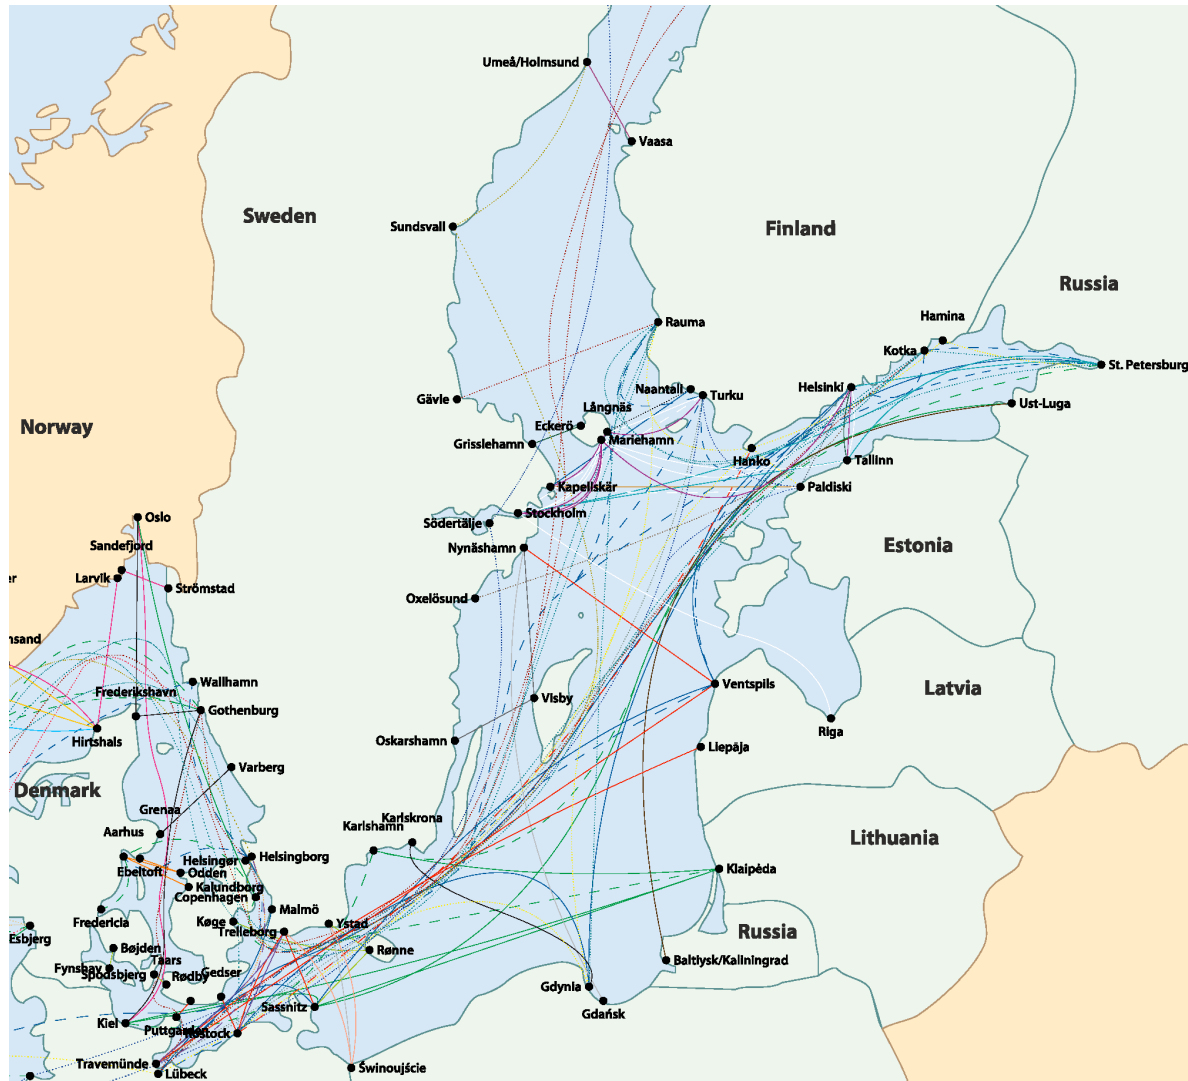 Umeå/Holmsund
Vaasa
Sweden
Sundsvall
Finland
Russia
Rauma
Hamina
Kotka
St. Petersburg
Naantali
Turku
Helsinki
Gävle
Långnäs
Ust-Luga
Eckerö
Norway
Grisslehamn
Mariehamn
Hanko
Tallinn
Kapellskär
Paldiski
Oslo
Stockholm
Södertälje
Sandefjord
Nynäshamn
Estonia
Larvik
Strömstad
Oxelösund
er
nsand
Wallhamn
Frederikshavn
Visby
Ventspils
Latvia
Gothenburg
Hirtshals
Oskarshamn
Riga
Liepāja
Varberg
Denmark
Grenaa
Karlskrona
Karlshamn
Lithuania
Aarhus
Helsingør
Helsingborg
Ebeltoft
Odden
Klaipėda
Kalundborg
Copenhagen
Malmö
Fredericia
Køge
Ystad
Trelleborg
Russia
Esbjerg
Bøjden
Rønne
Taars
Baltiysk/Kaliningrad
Fynshav
Spodsbjerg
Rødby
Gedser
Gdynia
Sassnitz
Gdańsk
Kiel
Puttgarden
Rostock
Travemünde
Świnoujście
Lübeck